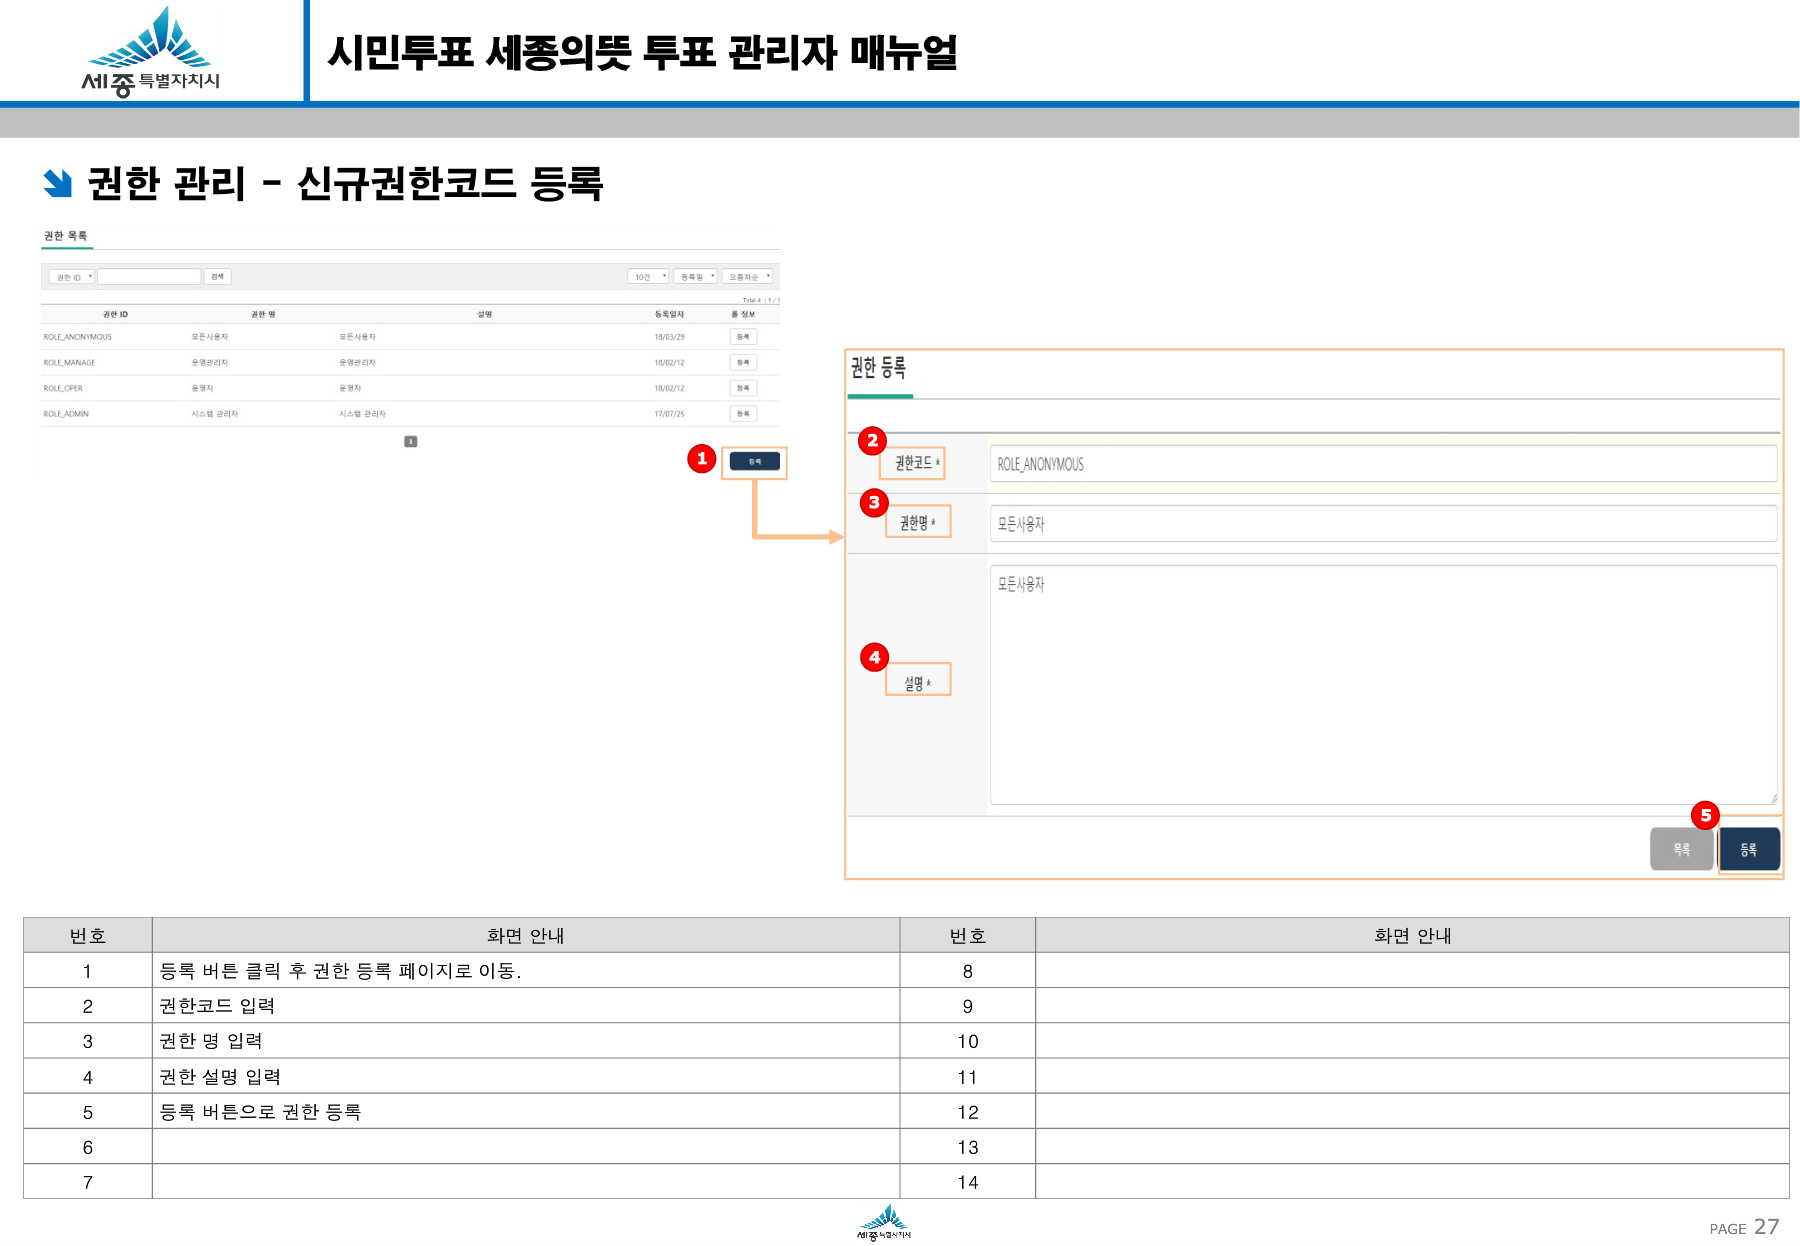 세종특별자치시
시민투표 세종의뜻 투표 관리자 매뉴얼
권한 관리 - 신규권한코드 등록
권한 목록
권한 ID 검색 10건 등록일 오름차순
Total 4 | 1 / 1
권한 ID 권한 명 설명 등록일자 롤 정보
ROLE_ANONYMOUS 모든사용자 모든사용자 18/03/29 등록
ROLE_MANAGE 운영관리자 운영관리자 18/02/12 등록
ROLE_OPER 운영자 운영자 18/02/12 등록
ROLE_ADMIN 시스템 관리자 시스템 관리자 17/07/25 등록
1
1 등록
권한 등록
2 권한코드 * ROLE_ANONYMOUS
3 권한명 * 모든사용자
4 설명 * 모든사용자
5
목록 등록
번호 화면 안내 번호 화면 안내
1 등록 버튼 클릭 후 권한 등록 페이지로 이동. 8
2 권한코드 입력 9
3 권한 명 입력 10
4 권한 설명 입력 11
5 등록 버튼으로 권한 등록 12
6 13
7 14
세종특별자치시
PAGE 27